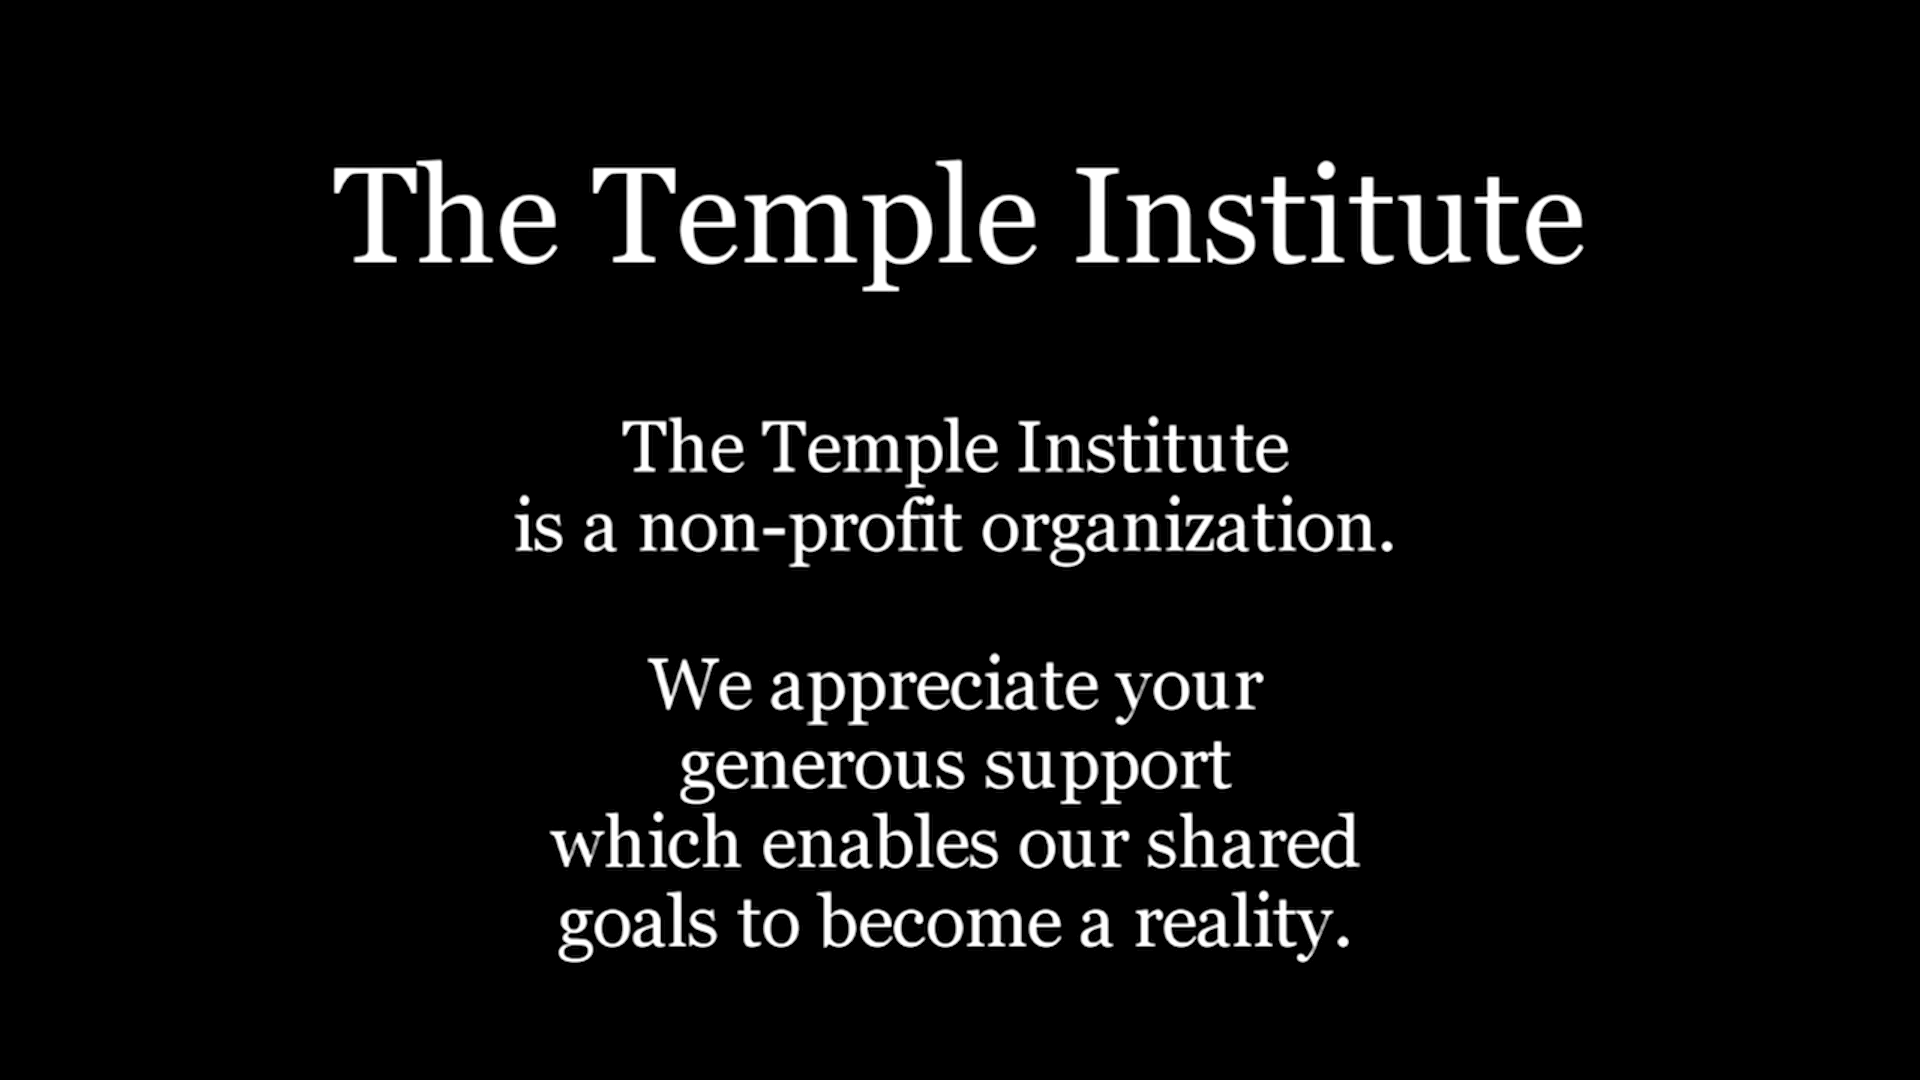 The Temple Institute
The Temple Institute
is a non-profit organization.
We appreciate your
generous support
which enables our shared
goals to become a reality.